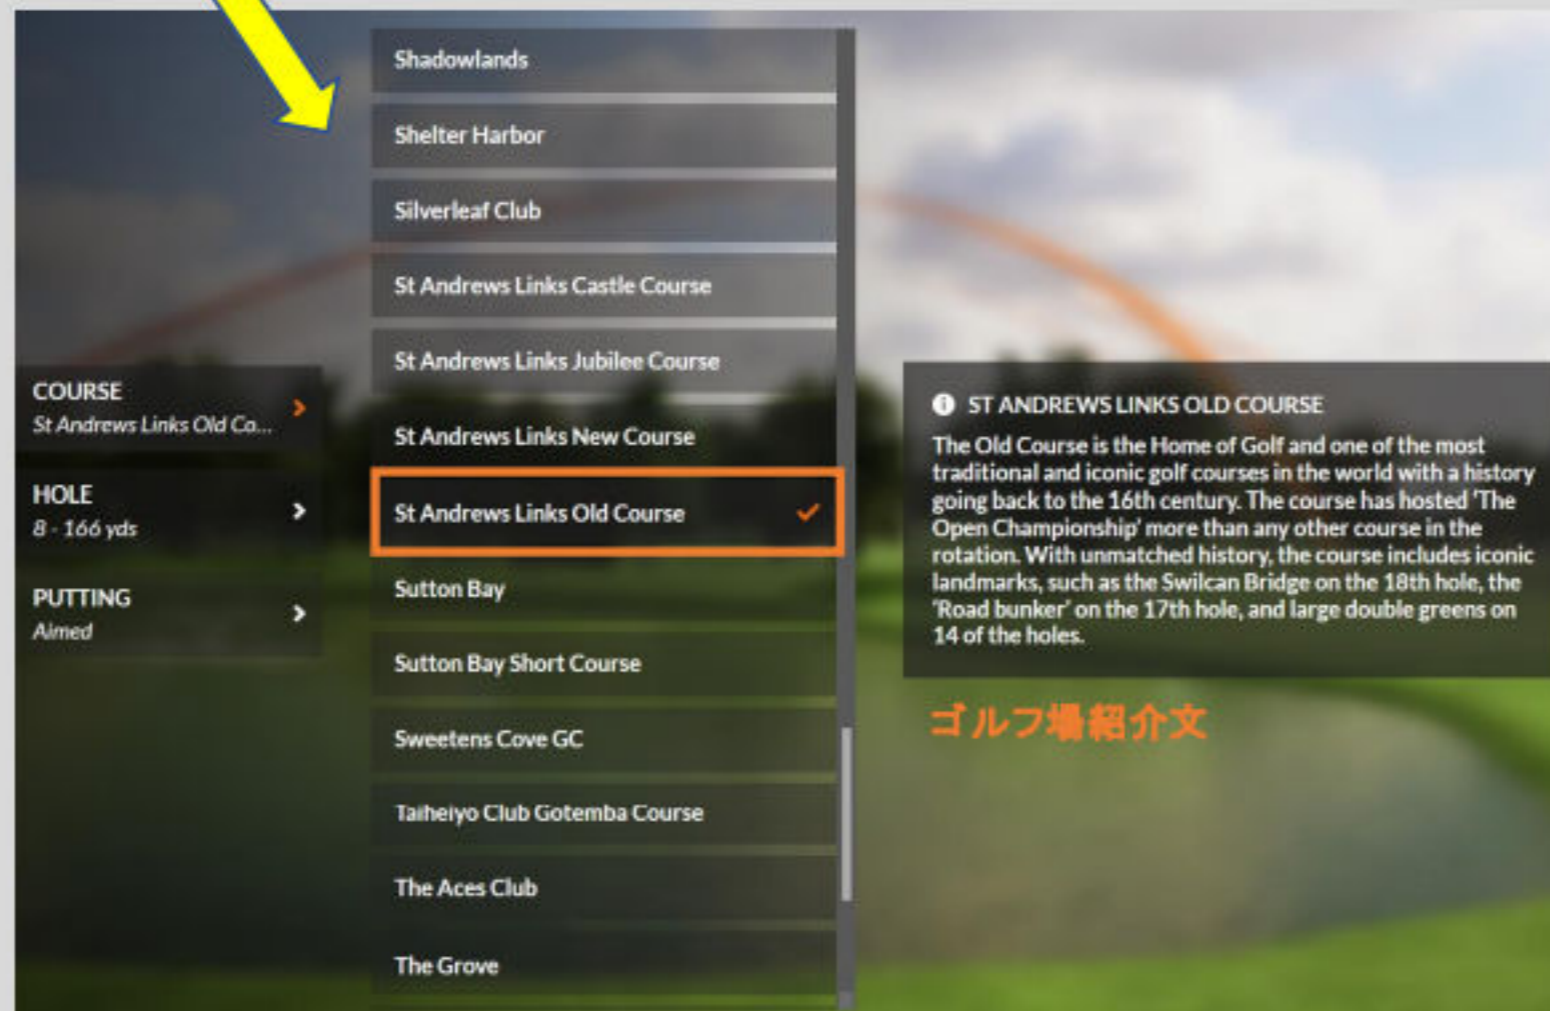 COURSE
St Andrews Links Old Co...
HOLE
8 - 166 yds
PUTTING
Aimed
Shadowlands
Shelter Harbor
Silverleaf Club
St Andrews Links Castle Course
St Andrews Links Jubilee Course
St Andrews Links New Course
St Andrews Links Old Course
Sutton Bay
Sutton Bay Short Course
Sweetens Cove GC
Taiheiyo Club Gotemba Course
The Aces Club
The Grove
ST ANDREWS LINKS OLD COURSE
The Old Course is the Home of Golf and one of the most
traditional and iconic golf courses in the world with a history
going back to the 16th century. The course has hosted 'The
Open Championship' more than any other course in the
rotation. With unmatched history, the course includes iconic
landmarks, such as the Swilcan Bridge on the 18th hole, the
'Road bunker' on the 17th hole, and large double greens on
14 of the holes.
ゴルフ場紹介文